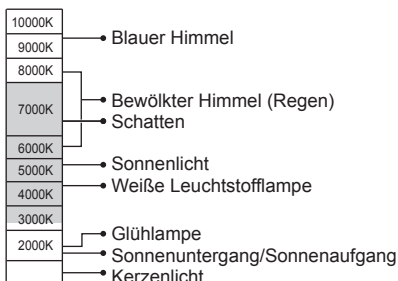 10000K
Blauer Himmel
9000K
8000K
Bewölkter Himmel (Regen)
7000K
Schatten
6000K
Sonnenlicht
5000K
Weiße Leuchtstofflampe
4000K
3000K
Glühlampe
2000K
Sonnenuntergang/Sonnenaufgang
Kerzenlicht